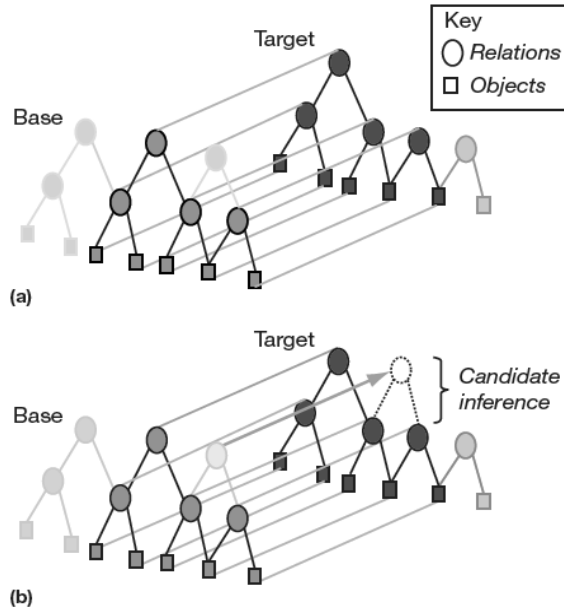 Key
Relations
Objects
Target
Base
(a)
Target
Candidate
inference
Base
(b)